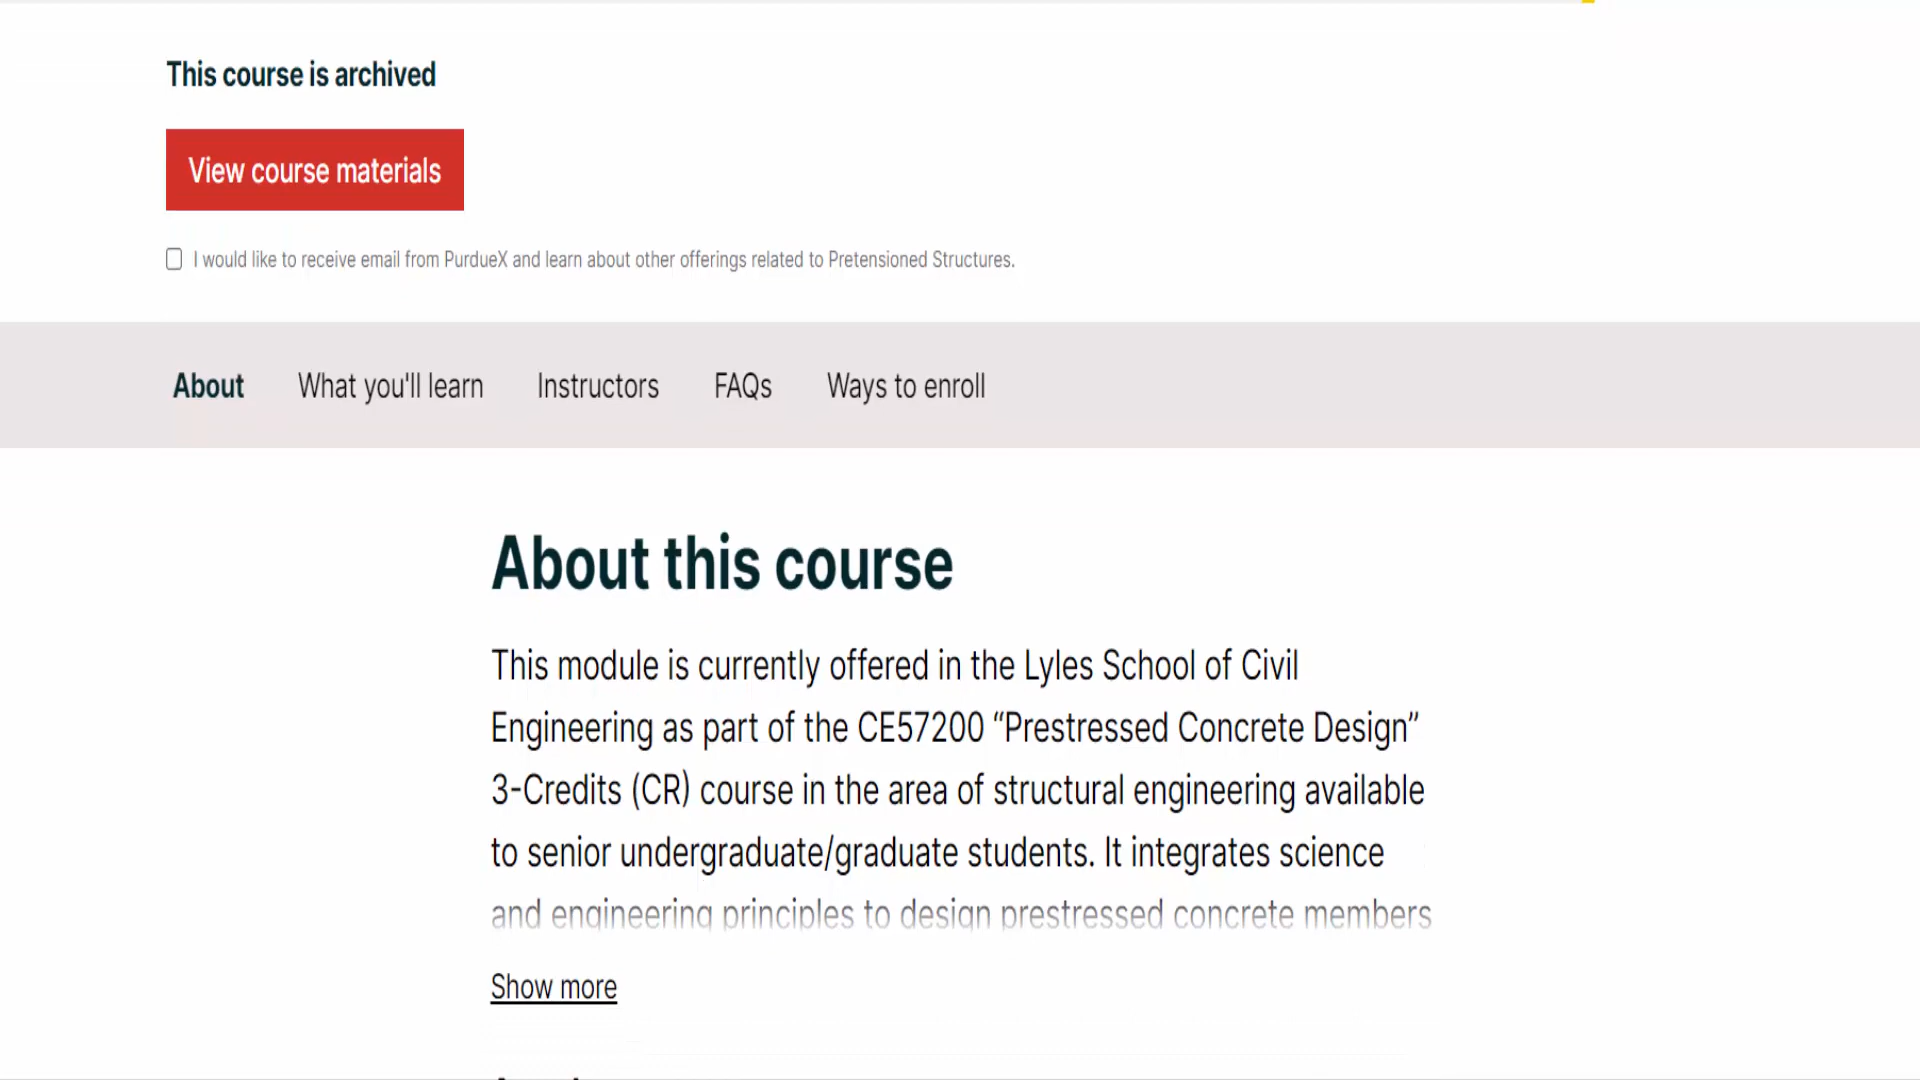 This course is archived
View course materials
I would like to receive email from PurdueX and learn about other offerings related to Pretensioned Structures.
About What you'll learn Instructors FAQs Ways to enroll
About this course
This module is currently offered in the Lyles School of Civil
Engineering as part of the CE57200 “Prestressed Concrete Design”
3-Credits (CR) course in the area of structural engineering available
to senior undergraduate/graduate students. It integrates science
and engineering principles to design prestressed concrete members
Show more